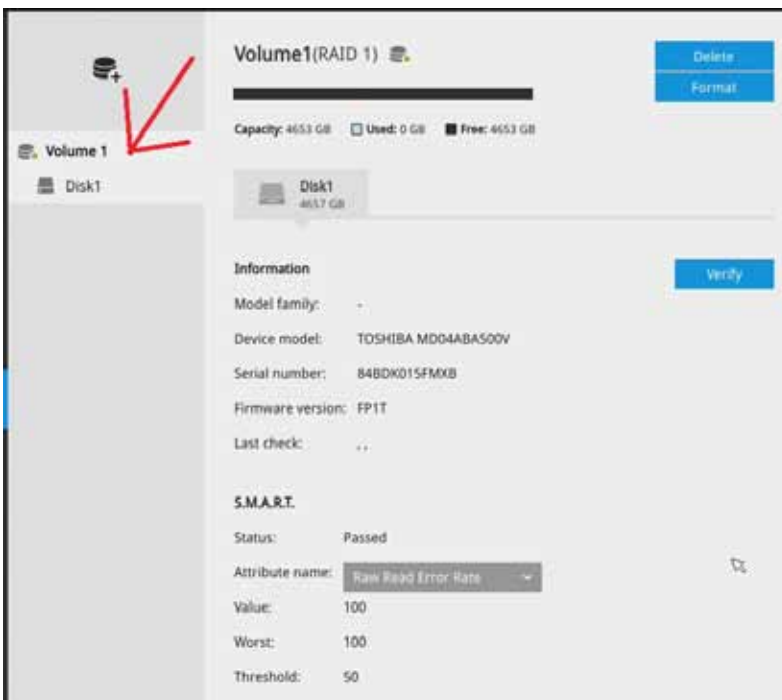 Volume1(RAID 1)
Delete
Format
Capacity: 4653 GB Used: 0 GB Free: 4653 GB
Volume 1
Disk1
Disk1
4657 GB
Information
Verify
Model family: -
Device model: TOSHIBA MD04ABA500V
Serial number: 84BDK015FMXB
Firmware version: FP1T
Last check: , ,
S.M.A.R.T.
Status: Passed
Attribute name: Raw Read Error Rate
Value: 100
Worst: 100
Threshold: 50